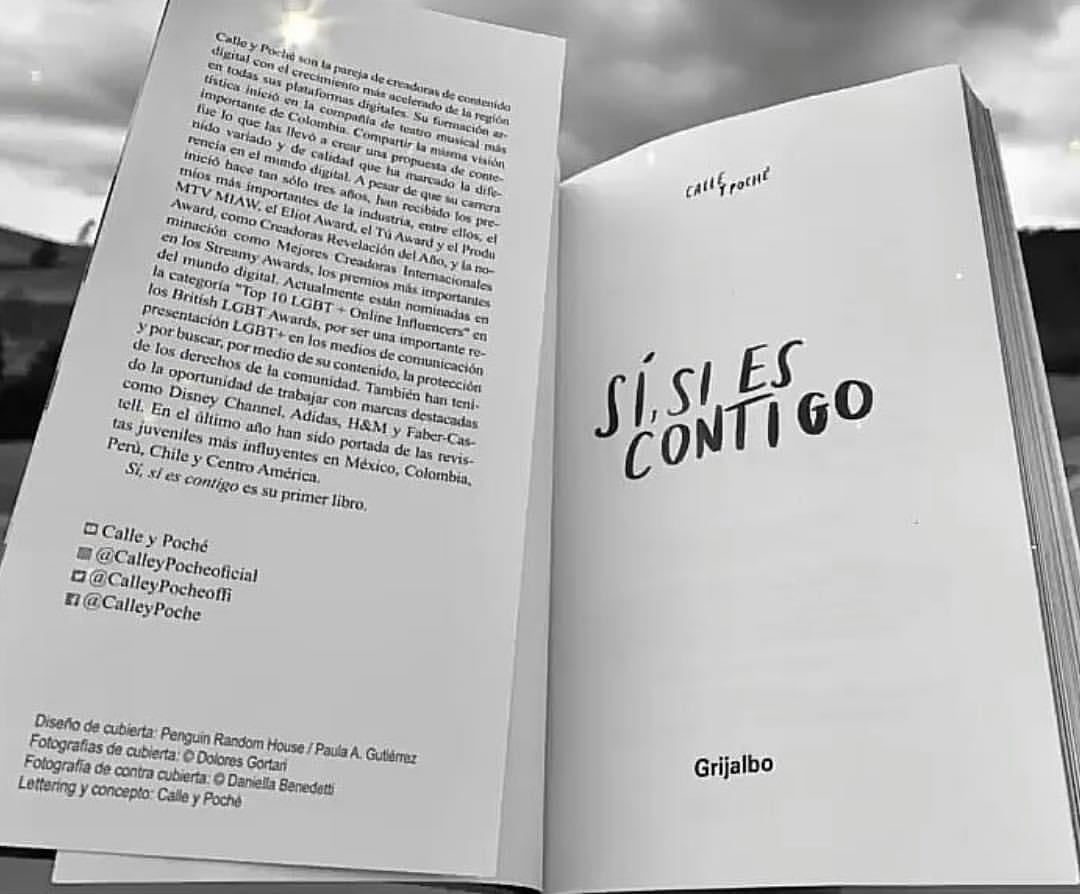 Calle y Poché son la pareja de creadoras de contenido
digital con el crecimiento más acelerado de la región
en todas sus plataformas digitales. Su formación ar-
tística inició en la compañía de teatro musical más
importante de Colombia. Compartir la misma visión
fue lo que las llevó a crear una propuesta de conte-
nido variado y de calidad que ha marcado la dife-
rencia en el mundo digital. A pesar de que su carrera
inició hace tan sólo tres años, han recibido los pre-
mios más importantes de la industria, entre ellos, el
MTV MIAW, el Eliot Award, el Tú Award y el Produ
Award, como Creadoras Revelación del Año, y la no-
minación como Mejores Creadoras Internacionales
en los Streamy Awards, los premios más importantes
del mundo digital. Actualmente están nominadas en
la categoría "Top 10 LGBT + Online Influencers" en
los British LGBT Awards, por ser una importante re-
presentación LGBT+ en los medios de comunicación
y por buscar, por medio de su contenido, la protección
de los derechos de la comunidad. También han teni-
do la oportunidad de trabajar con marcas destacadas
como Disney Channel, Adidas, H&M y Faber-Cas-
tell. En el último año han sido portada de las revis-
tas juveniles más influyentes en México, Colombia,
Perú, Chile y Centro América.
Sí, si es contigo es su primer libro.
Calle y Poché
@CalleyPocheoficial
@CalleyPocheoffi
@CalleyPoche
Diseño de cubierta: Penguin Random House / Paula A. Gutiérrez
Fotografías de cubierta: © Dolores Gortari
Fotografía de contra cubierta: © Daniella Benedetti
Lettering y concepto: Calle y Poché
CALLE Y POCHÉ
SÍ, SI ES
CONTIGO
Grijalbo